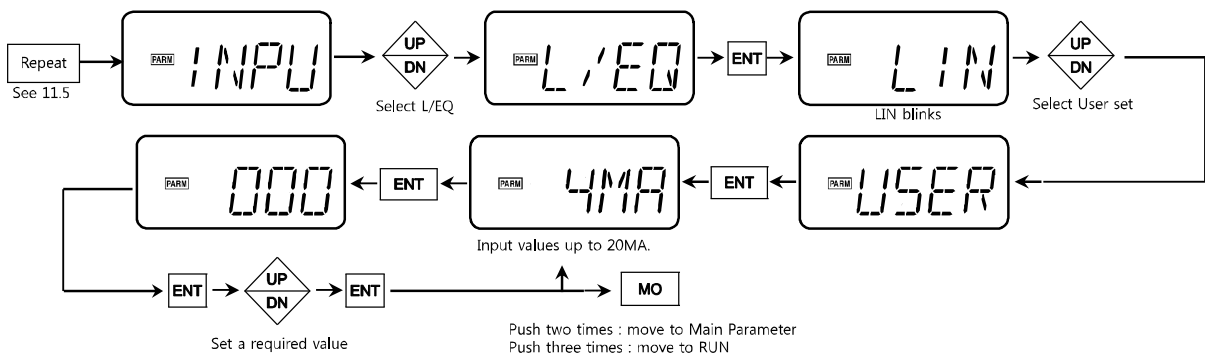 Repeat
See 11.5
PARM INPU
UP
DN
Select L/EQ
PARM L/EQ
ENT
PARM LIN
LIN blinks
UP
DN
Select User set
PARM 000
ENT
PARM 4MA
Input values up to 20MA.
ENT
PARM USER
ENT
UP
DN
Set a required value
ENT
MO
Push two times : move to Main Parameter
Push three times : move to RUN